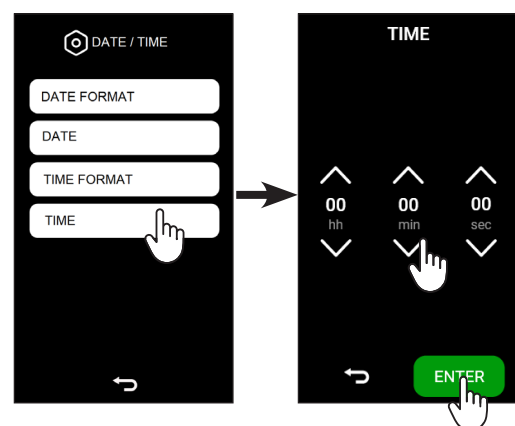 DATE / TIME
DATE FORMAT
DATE
TIME FORMAT
TIME
TIME
00 00 00
hh min sec
ENTER